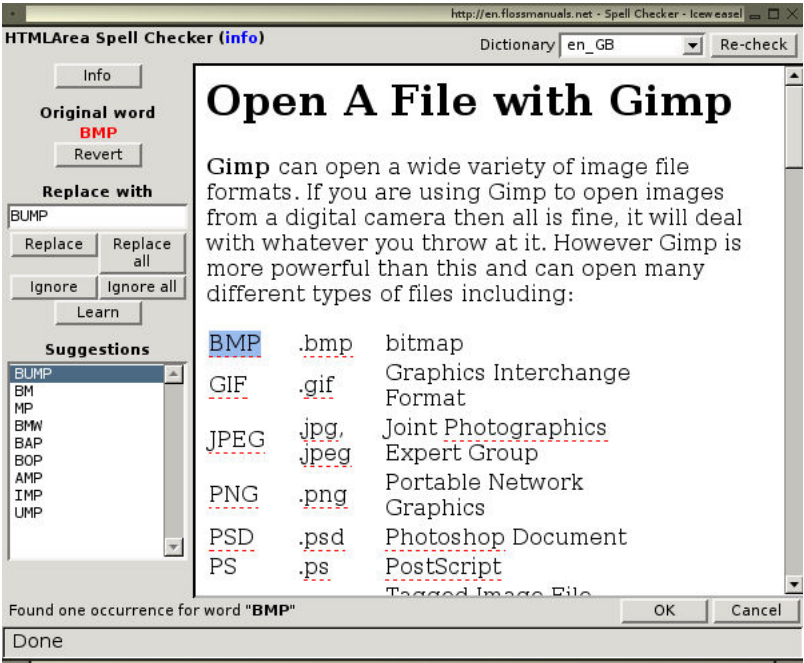 http://en.flossmanuals.net - Spell Checker - Iceweasel
HTMLArea Spell Checker (info)
Dictionary en_GB Re-check
Info
Original word
BMP
Revert
Replace with
BUMP
Replace Replace all
Ignore Ignore all
Learn
Suggestions
BUMP
BM
MP
BMW
BAP
BOP
AMP
IMP
UMP
Open A File with Gimp
Gimp can open a wide variety of image file
formats. If you are using Gimp to open images
from a digital camera then all is fine, it will deal
with whatever you throw at it. However Gimp is
more powerful than this and can open many
different types of files including:
BMP .bmp bitmap
GIF .gif Graphics Interchange
Format
JPEG .jpg, Joint Photographics
.jpeg Expert Group
PNG .png Portable Network
Graphics
PSD .psd Photoshop Document
PS .ps PostScript
Tagged Image File
Found one occurrence for word "BMP"
OK Cancel
Done